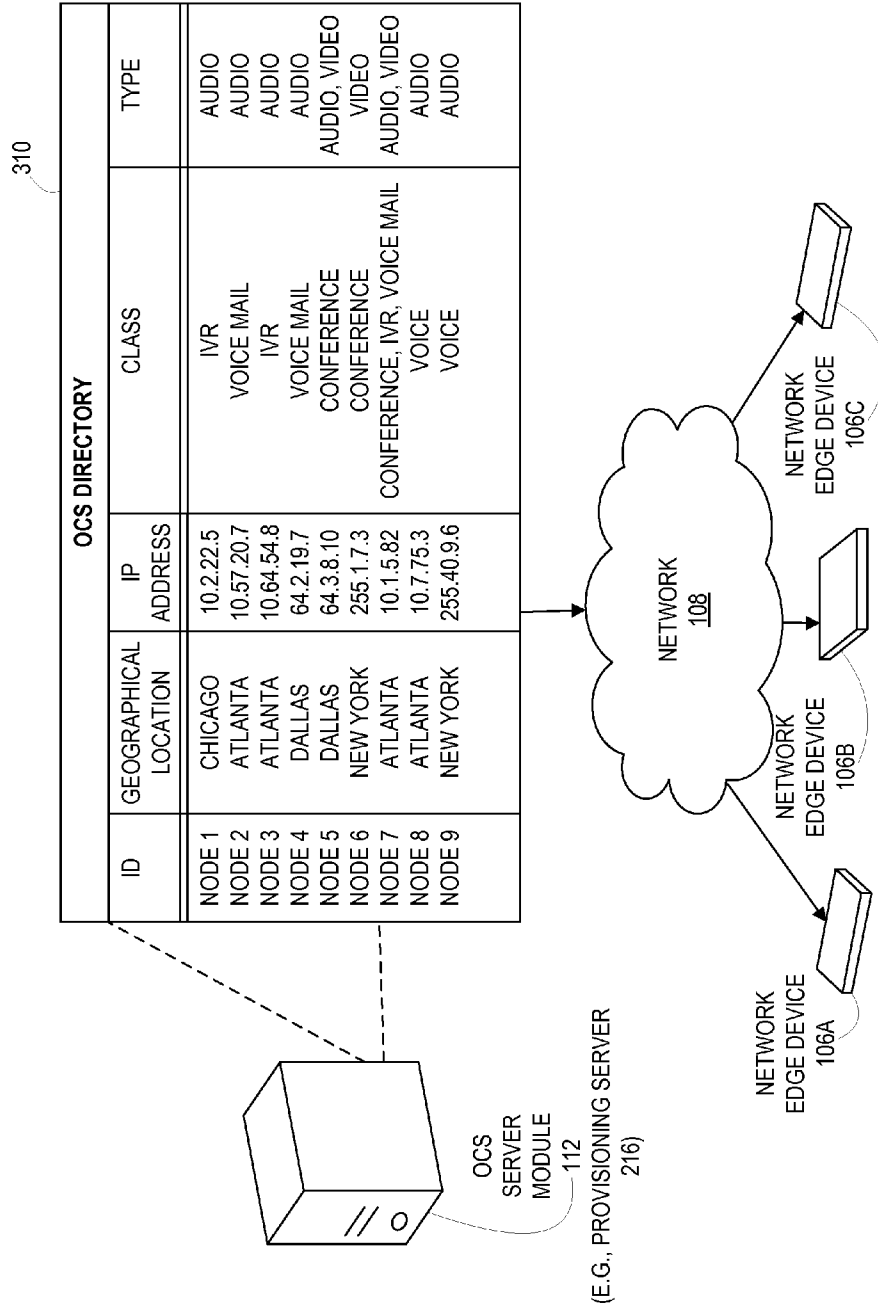 310
OCS DIRECTORY
ID GEOGRAPHICAL LOCATION IP ADDRESS CLASS TYPE
NODE 1 CHICAGO 10.2.22.5 IVR AUDIO
NODE 2 ATLANTA 10.57.20.7 VOICE MAIL AUDIO
NODE 3 ATLANTA 10.64.54.8 IVR AUDIO
NODE 4 DALLAS 64.2.19.7 VOICE MAIL AUDIO
NODE 5 DALLAS 64.3.8.10 CONFERENCE AUDIO, VIDEO
NODE 6 NEW YORK 255.1.7.3 CONFERENCE VIDEO
NODE 7 ATLANTA 10.1.5.82 CONFERENCE, IVR, VOICE MAIL AUDIO, VIDEO
NODE 8 ATLANTA 10.7.75.3 VOICE AUDIO
NODE 9 NEW YORK 255.40.9.6 VOICE AUDIO
OCS
SERVER
MODULE
112
(E.G., PROVISIONING SERVER
216)
NETWORK
108
NETWORK
EDGE DEVICE
106A
NETWORK
EDGE DEVICE
106B
NETWORK
EDGE DEVICE
106C